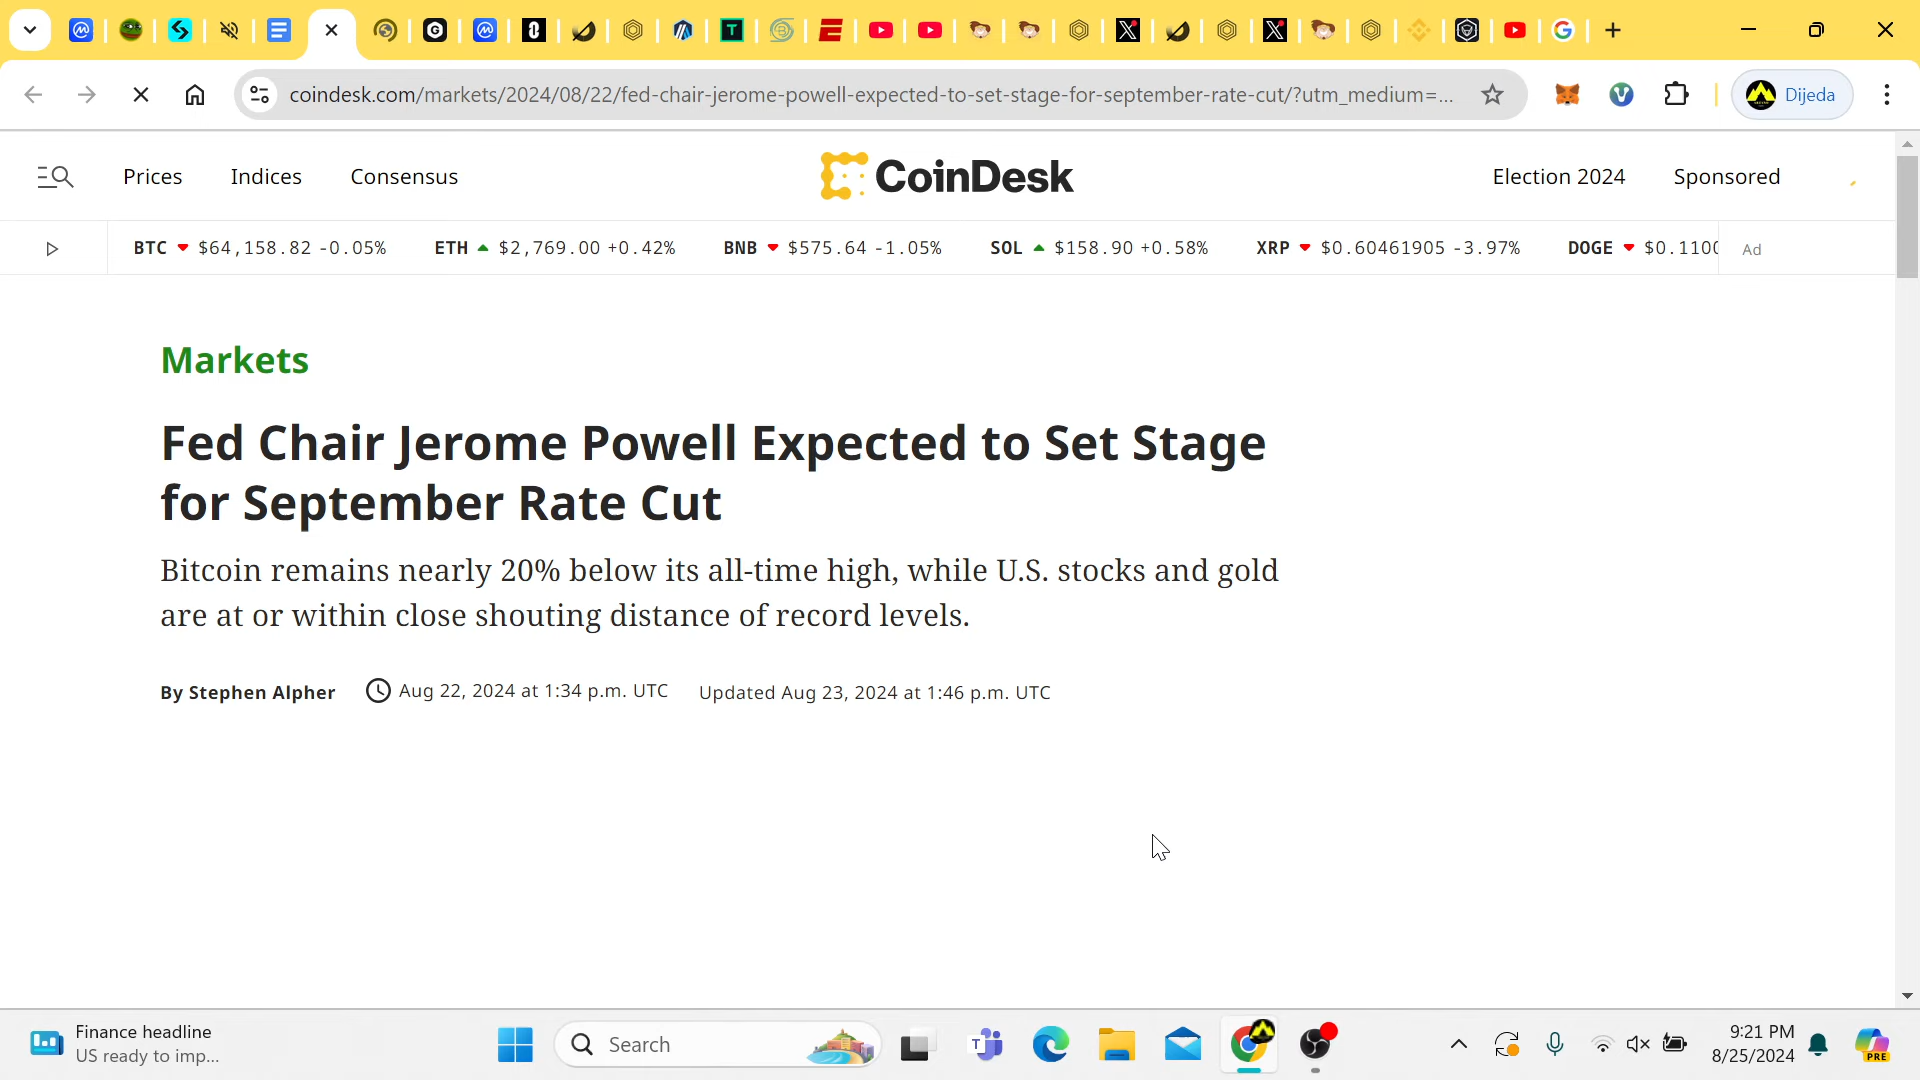 coindesk.com/markets/2024/08/22/fed-chair-jerome-powell-expected-to-set-stage-for-september-rate-cut/?utm_medium=...
Dijeda
Prices Indices Consensus CoinDesk Election 2024 Sponsored
BTC $64,158.82 -0.05% ETH $2,769.00 +0.42% BNB $575.64 -1.05% SOL $158.90 +0.58% XRP $0.60461905 -3.97% DOGE $0.1100 Ad
Markets
Fed Chair Jerome Powell Expected to Set Stage
for September Rate Cut
Bitcoin remains nearly 20% below its all-time high, while U.S. stocks and gold
are at or within close shouting distance of record levels.
By Stephen Alpher Aug 22, 2024 at 1:34 p.m. UTC Updated Aug 23, 2024 at 1:46 p.m. UTC
Finance headline
US ready to imp...
Search
9:21 PM
8/25/2024
PRE